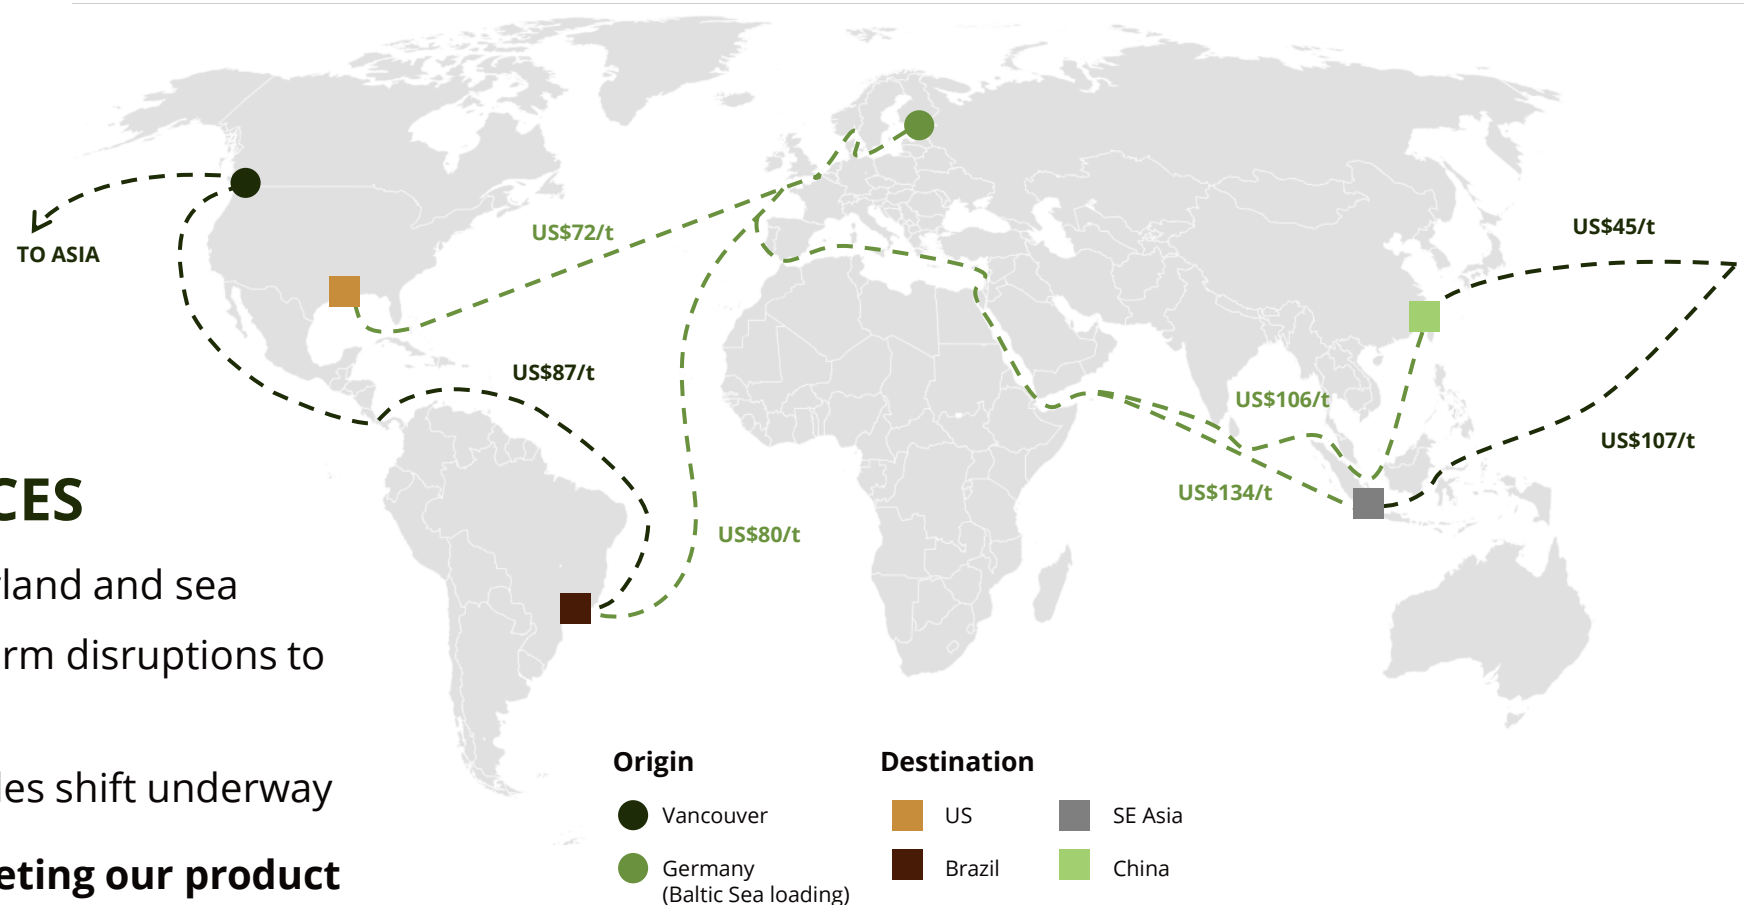 TO ASIA
US$72/t
US$87/t
US$80/t
US$45/t
US$106/t
US$107/t
US$134/t
CES
land and sea
rm disruptions to
les shift underway
eting our product
Origin
Vancouver
Germany
(Baltic Sea loading)
Destination
US
Brazil
SE Asia
China